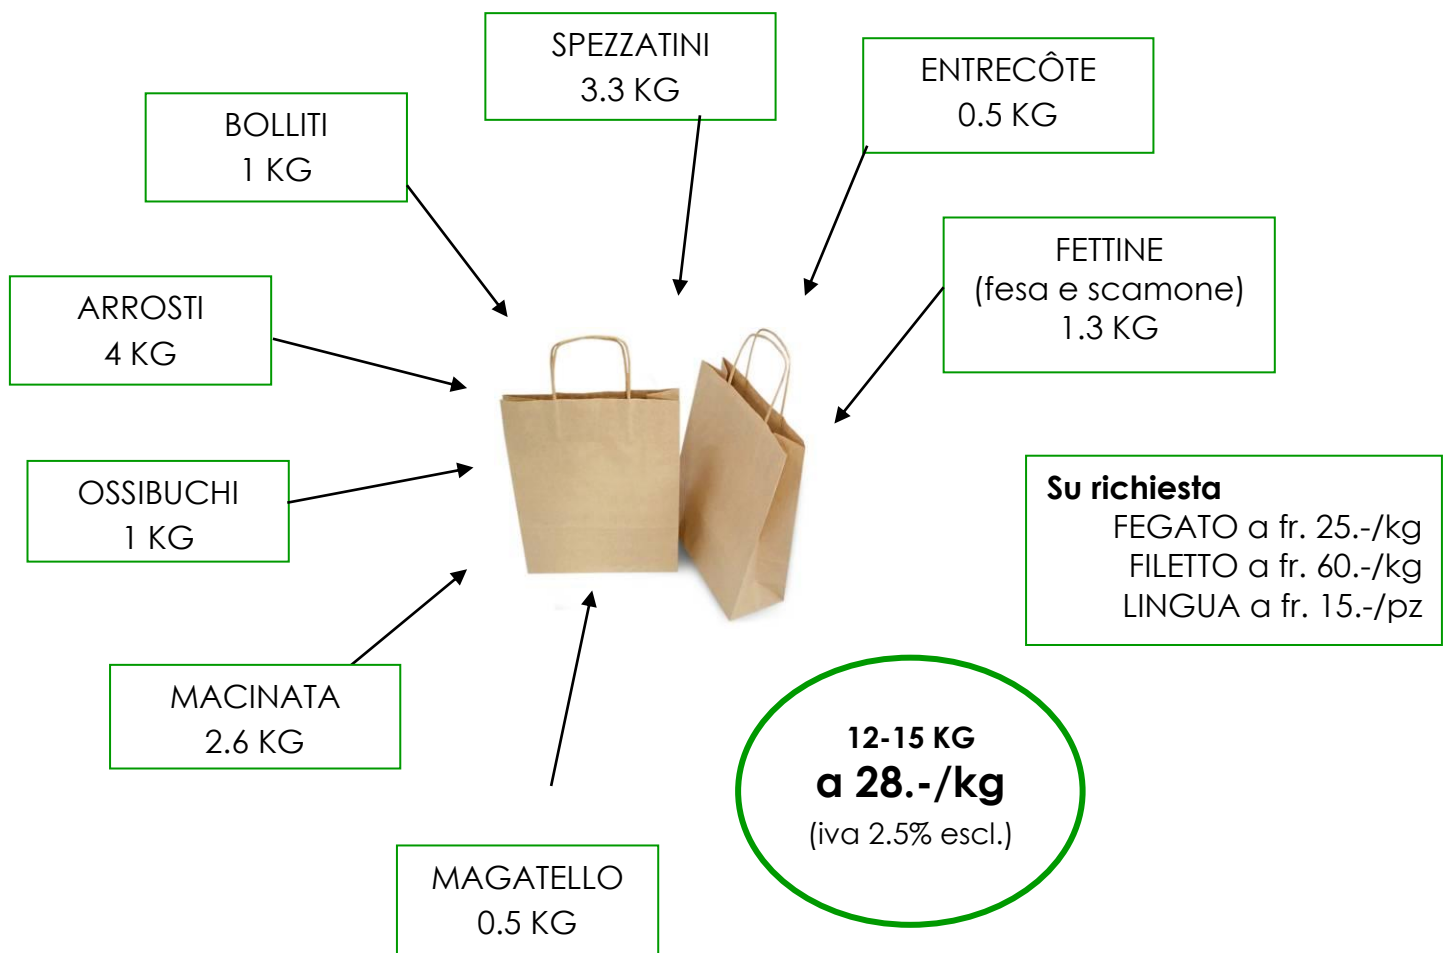 SPEZZATINI
3.3 KG
ENTRECÔTE
0.5 KG
BOLLITI
1 KG
FETTINE
(fesa e scamone)
1.3 KG
ARROSTI
4 KG
OSSIBUCHI
1 KG
Su richiesta
FEGATO a fr. 25.-/kg
FILETTO a fr. 60.-/kg
LINGUA a fr. 15.-/pz
MACINATA
2.6 KG
12-15 KG
a 28.-/kg
(iva 2.5% escl.)
MAGATELLO
0.5 KG